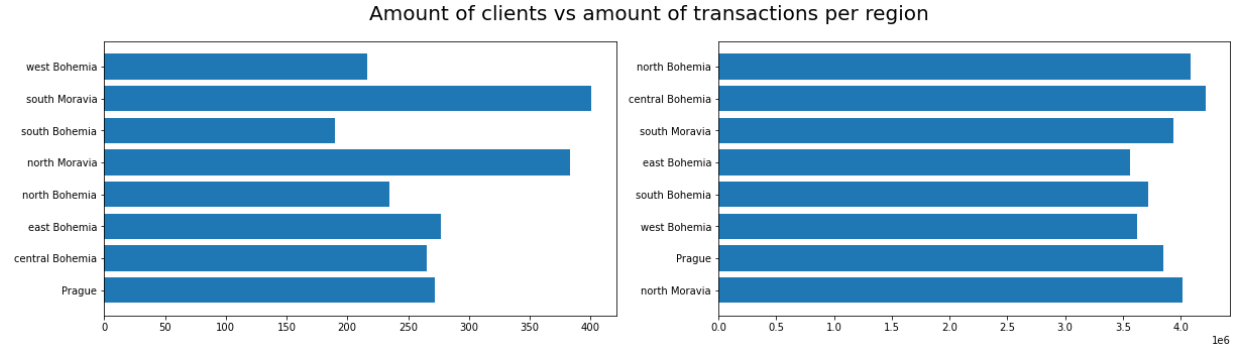 Amount of clients vs amount of transactions per region
west Bohemia
south Moravia
south Bohemia
north Moravia
north Bohemia
east Bohemia
central Bohemia
Prague
0 50 100 150 200 250 300 350 400
north Bohemia
central Bohemia
south Moravia
east Bohemia
south Bohemia
west Bohemia
Prague
north Moravia
0.0 0.5 1.0 1.5 2.0 2.5 3.0 3.5 4.0
1e6